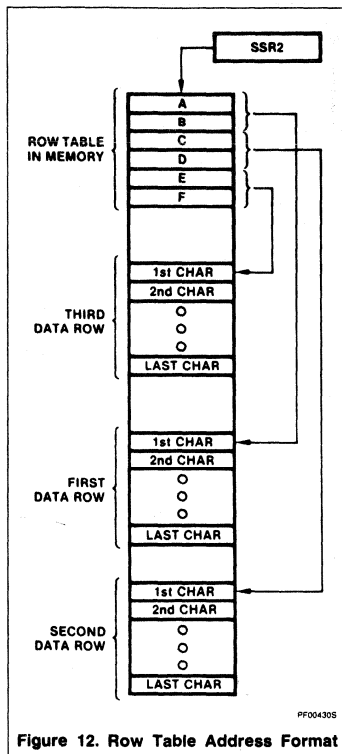 SSR2
A
B
C
D
E
F
ROW TABLE
IN MEMORY
1st CHAR
2nd CHAR
THIRD
DATA ROW
LAST CHAR
1st CHAR
2nd CHAR
FIRST
DATA ROW
LAST CHAR
1st CHAR
2nd CHAR
SECOND
DATA ROW
LAST CHAR
PF00430S
Figure 12. Row Table Address Format